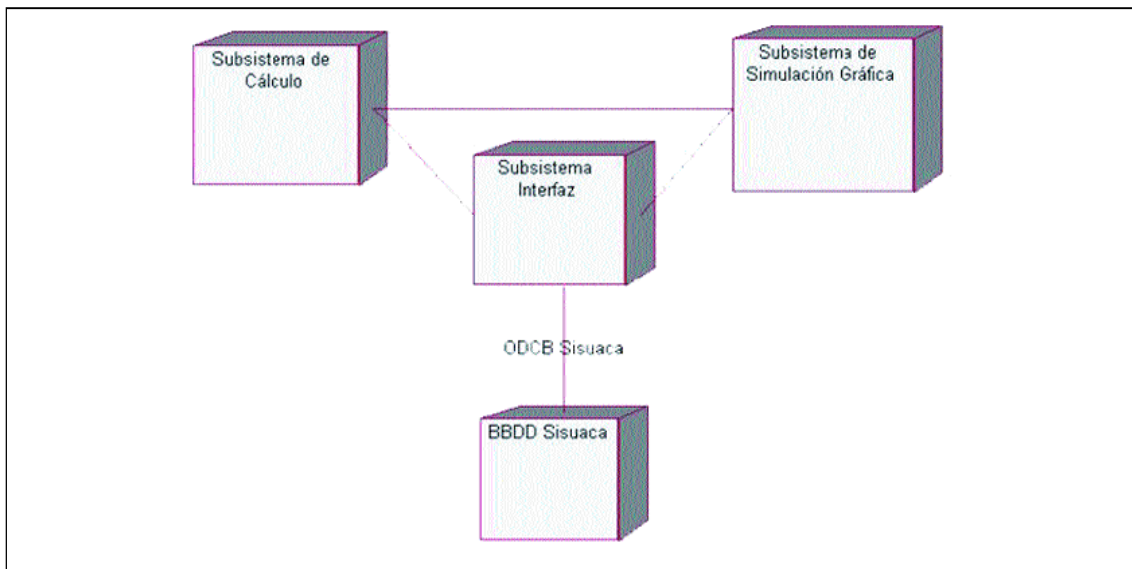 Subsistema de
Cálculo
Subsistema de
Simulación Gráfica
Subsistema
Interfaz
ODCB Sisuaca
BBDD Sisuaca